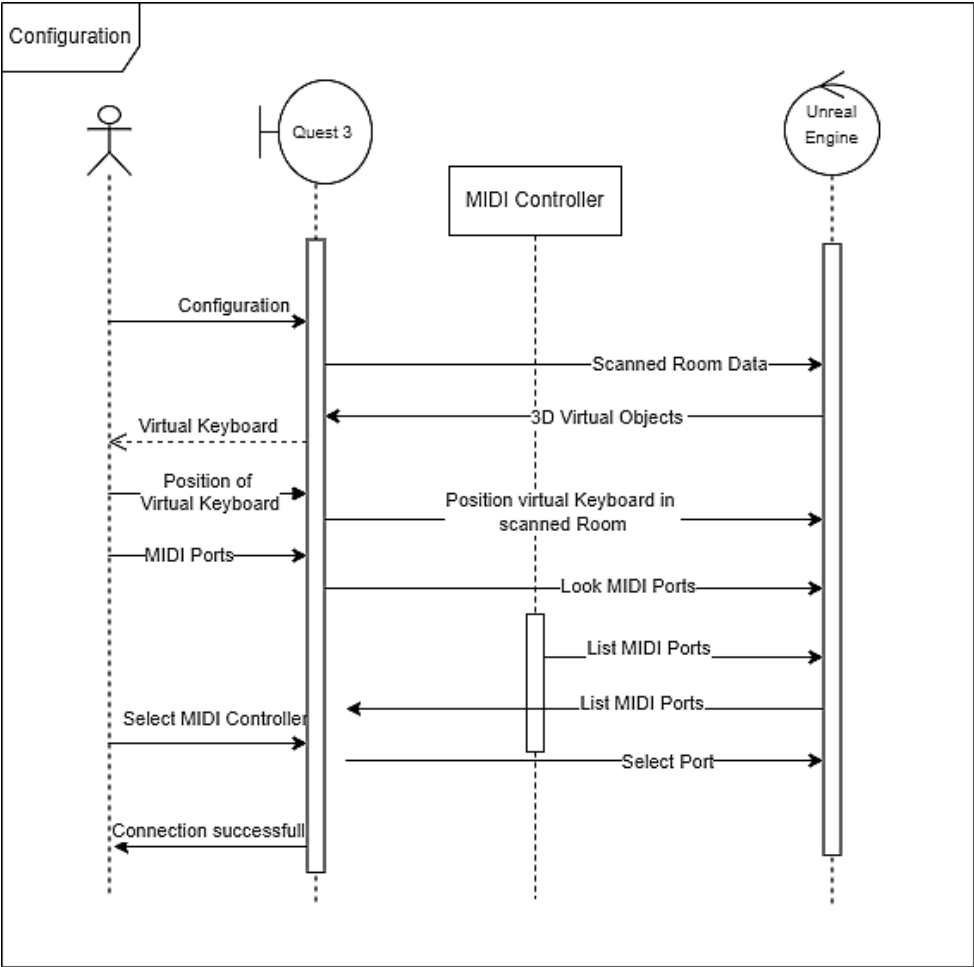 Configuration
Quest 3
Unreal
Engine
MIDI Controller
Configuration
Scanned Room Data
3D Virtual Objects
Virtual Keyboard
Position of
Virtual Keyboard
Position virtual Keyboard in
scanned Room
MIDI Ports
Look MIDI Ports
List MIDI Ports
List MIDI Ports
Select MIDI Controller
Select Port
Connection successfull